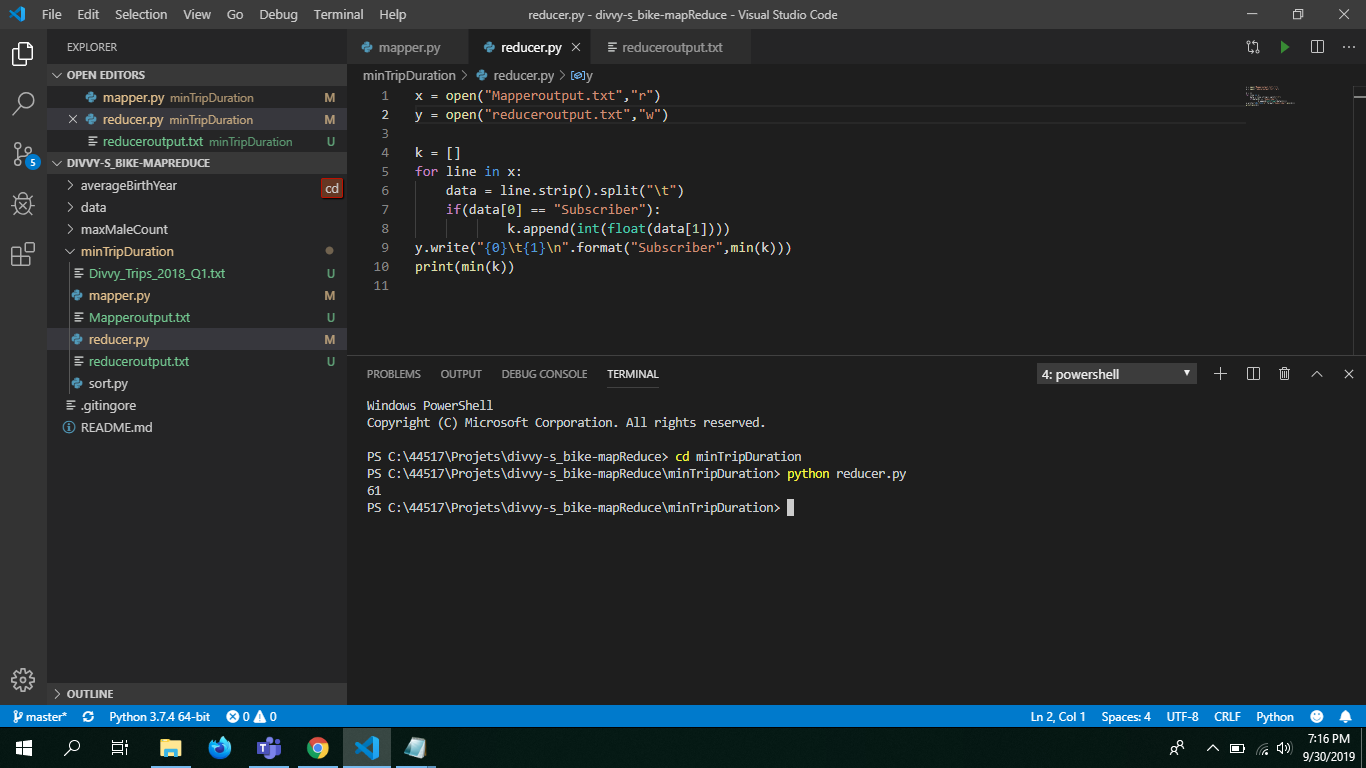 File Edit Selection View Go Debug Terminal Help reducer.py - divvy-s_bike-mapReduce - Visual Studio Code
EXPLORER
OPEN EDITORS
mapper.py minTripDuration M
reducer.py minTripDuration M
reduceroutput.txt minTripDuration U
DIVVY-S_BIKE-MAPREDUCE
averageBirthYear
cd
data
maxMaleCount
minTripDuration
Divvy_Trips_2018_Q1.txt U
mapper.py M
Mapperoutput.txt U
reducer.py M
reduceroutput.txt U
sort.py
.gitingore
README.md
OUTLINE
5
mapper.py reducer.py reduceroutput.txt
minTripDuration > reducer.py > y
1 x = open("Mapperoutput.txt","r")
2 y = open("reduceroutput.txt","w")
3
4 k = []
5 for line in x:
6 data = line.strip().split("\t")
7 if(data[0] == "Subscriber"):
8 k.append(int(float(data[1])))
9 y.write("{0}\t{1}\n".format("Subscriber",min(k)))
10 print(min(k))
11
PROBLEMS OUTPUT DEBUG CONSOLE TERMINAL 4: powershell
Windows PowerShell
Copyright (C) Microsoft Corporation. All rights reserved.
PS C:\44517\Projets\divvy-s_bike-mapReduce> cd minTripDuration
PS C:\44517\Projets\divvy-s_bike-mapReduce\minTripDuration> python reducer.py
61
PS C:\44517\Projets\divvy-s_bike-mapReduce\minTripDuration>
master* Python 3.7.4 64-bit 0 0 Ln 2, Col 1 Spaces: 4 UTF-8 CRLF Python
7:16 PM
9/30/2019